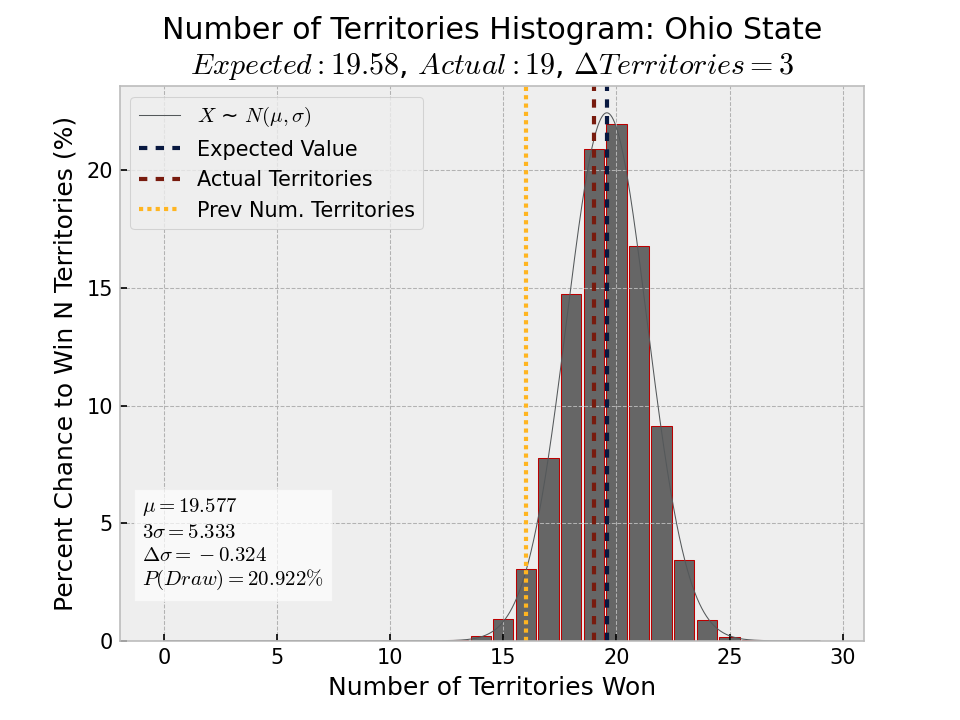 Number of Territories Histogram: Ohio State
Expected : 19.58, Actual : 19, ΔTerritories = 3
X ∼ N(μ, σ)
Expected Value
Actual Territories
Prev Num. Territories
Percent Chance to Win N Territories (%)
20
15
10
5
0
μ = 19.577
3σ = 5.333
Δσ = −0.324
P(Draw) = 20.922%
0 5 10 15 20 25 30
Number of Territories Won